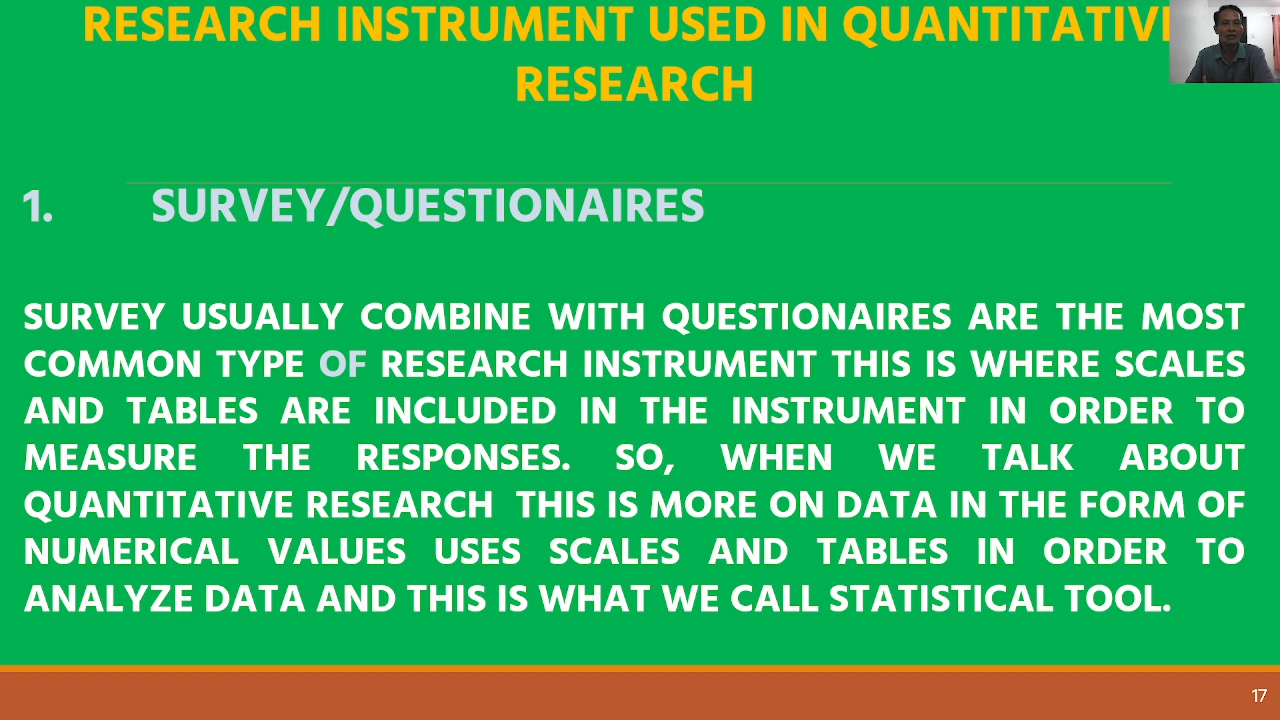 RESEARCH INSTRUMENT USED IN QUANTITATIVE
RESEARCH
1. SURVEY/QUESTIONAIRES
SURVEY USUALLY COMBINE WITH QUESTIONAIRES ARE THE MOST
COMMON TYPE OF RESEARCH INSTRUMENT THIS IS WHERE SCALES
AND TABLES ARE INCLUDED IN THE INSTRUMENT IN ORDER TO
MEASURE THE RESPONSES. SO, WHEN WE TALK ABOUT
QUANTITATIVE RESEARCH THIS IS MORE ON DATA IN THE FORM OF
NUMERICAL VALUES USES SCALES AND TABLES IN ORDER TO
ANALYZE DATA AND THIS IS WHAT WE CALL STATISTICAL TOOL.
17